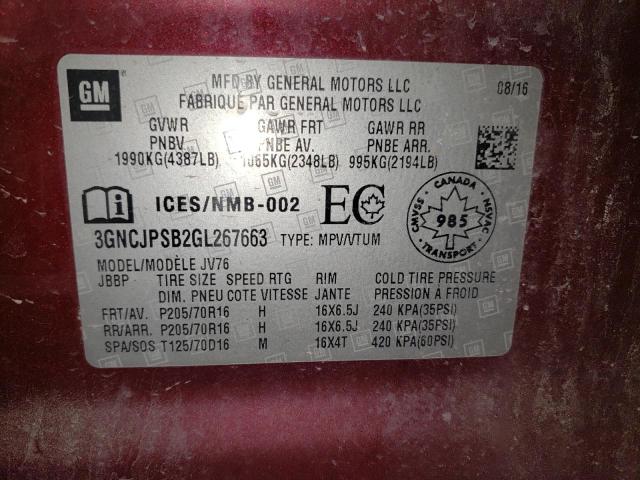 GM
MFD BY GENERAL MOTORS LLC
08/16
FABRIQUÉ PAR GENERAL MOTORS LLC
GVWR GAWR FRT GAWR RR
PNBV PNBE AV. PNBE ARR.
1990KG(4387LB) 1065KG(2348LB) 995KG(2194LB)
ICES/NMB-002 EC
CANADA
CMVSS 985 NSVAC
3GNCJPSB2GL267663 TYPE: MPV/VTUM
MODEL/MODÈLE JV76
JBBP TIRE SIZE SPEED RTG RIM COLD TIRE PRESSURE
DIM. PNEU COTE VITESSE JANTE PRESSION À FROID
FRT/AV. P205/70R16 H 16X6.5J 240 KPA(35PSI)
RR/ARR. P205/70R16 H 16X6.5J 240 KPA(35PSI)
SPA/SOS T125/70D16 M 16X4T 420 KPA(60PSI)